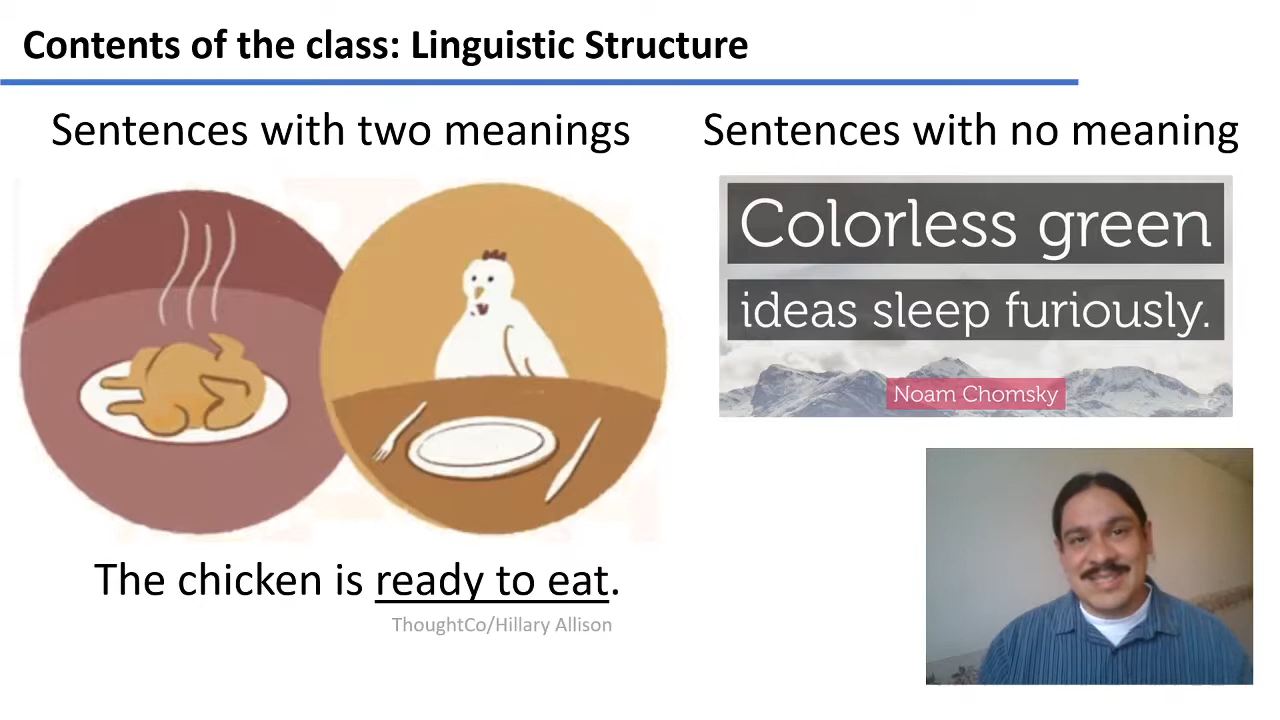 Contents of the class: Linguistic Structure
Sentences with two meanings
The chicken is ready to eat.
ThoughtCo/Hillary Allison
Sentences with no meaning
Colorless green
ideas sleep furiously.
Noam Chomsky